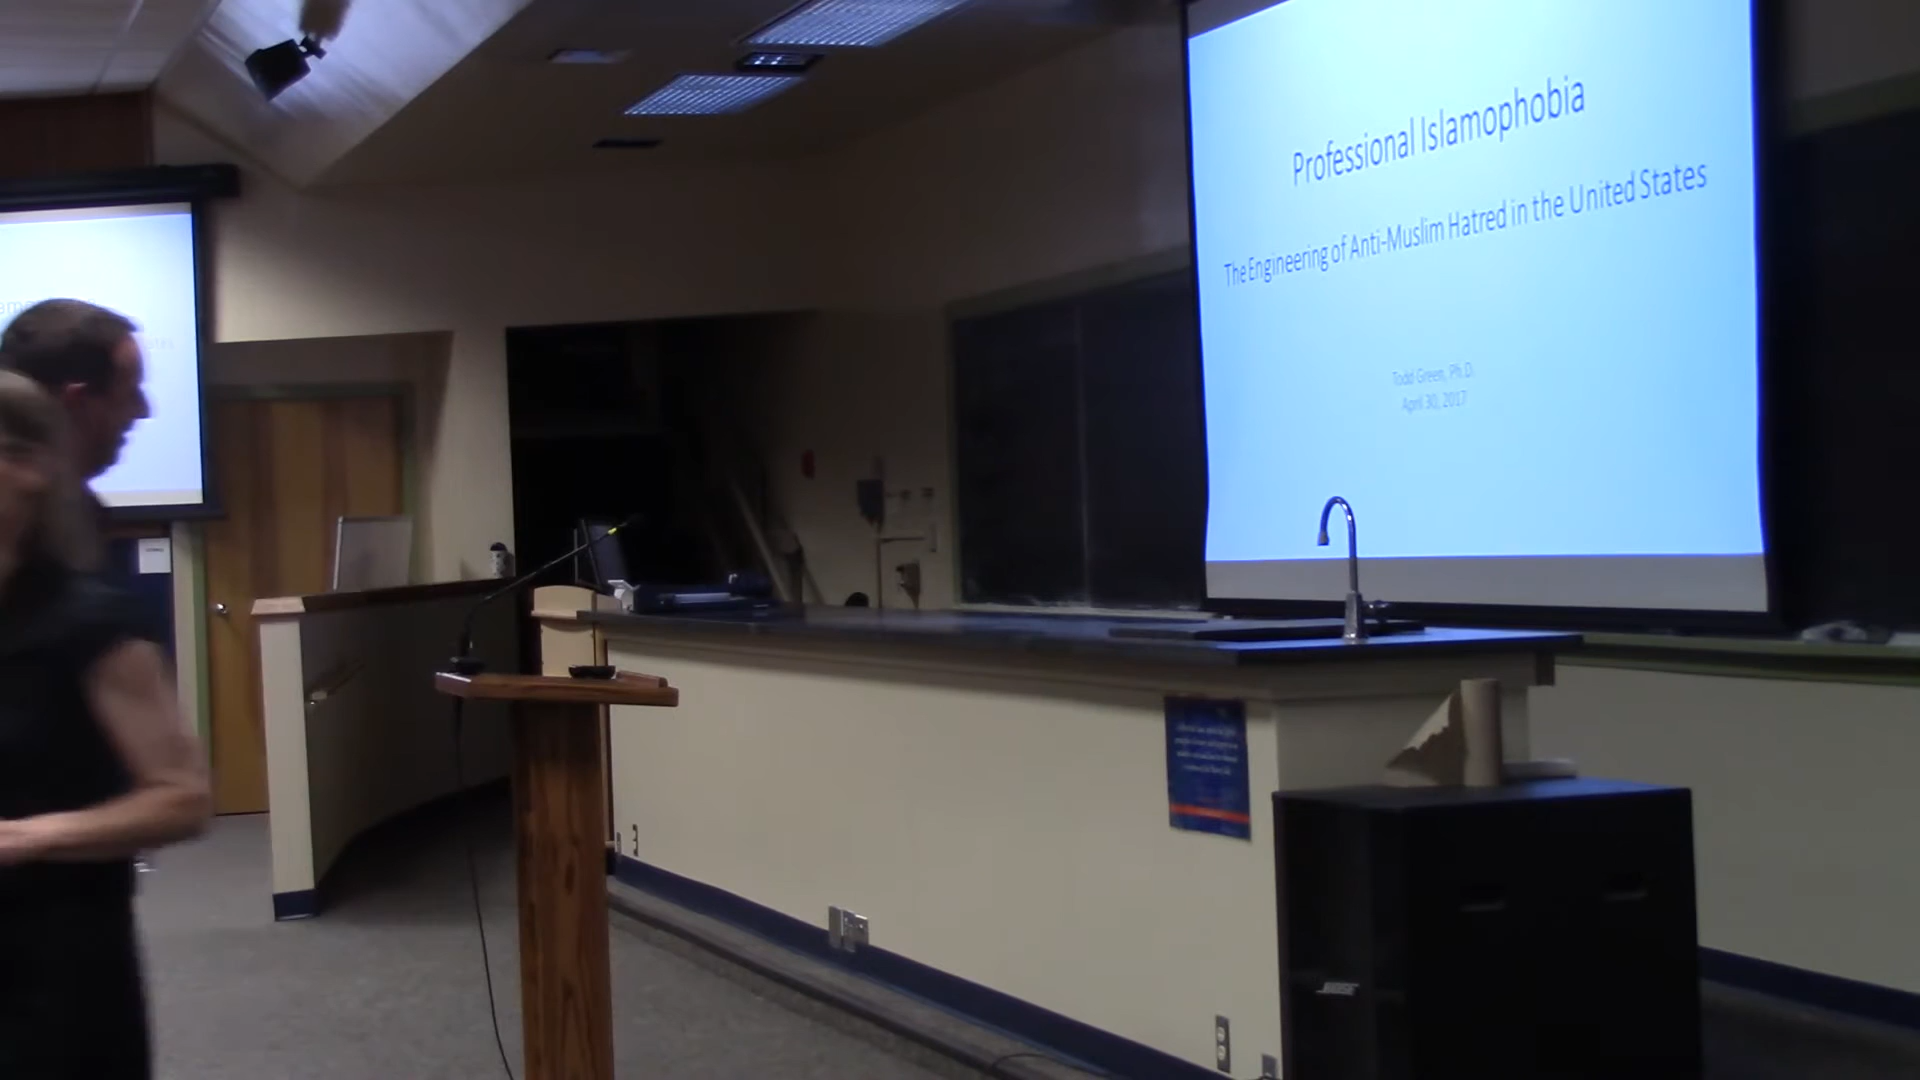 Professional Islamophobia
The Engineering of Anti-Muslim Hatred in the United States
Todd Green, Ph.D.
April 30, 2017
BOSE